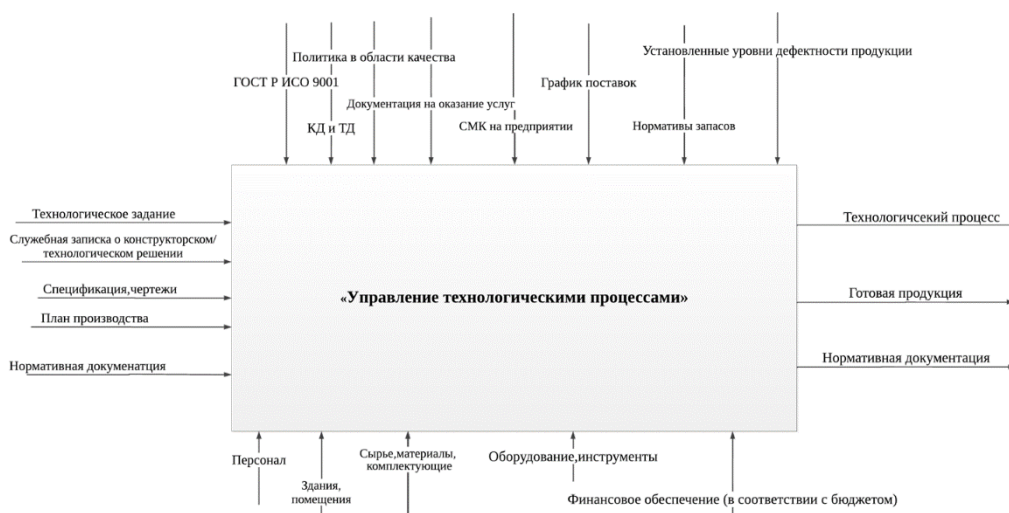 Политика в области качества
Установленные уровни дефектности продукции
ГОСТ Р ИСО 9001
График поставок
Документация на оказание услуг
КД и ТД
СМК на предприятии
Нормативы запасов
Технологическое задание
Служебная записка о конструкторском/
технологическом решении
Спецификация,чертежи
План производства
Нормативная докуменатция
«Управление технологическими процессами»
Технологичсекий процесс
Готовая продукция
Нормативная документация
Персонал
Здания,
помещения
Сырье,материалы,
комплектующие
Оборудование,инструменты
Финансовое обеспечение (в соответствии с бюджетом)